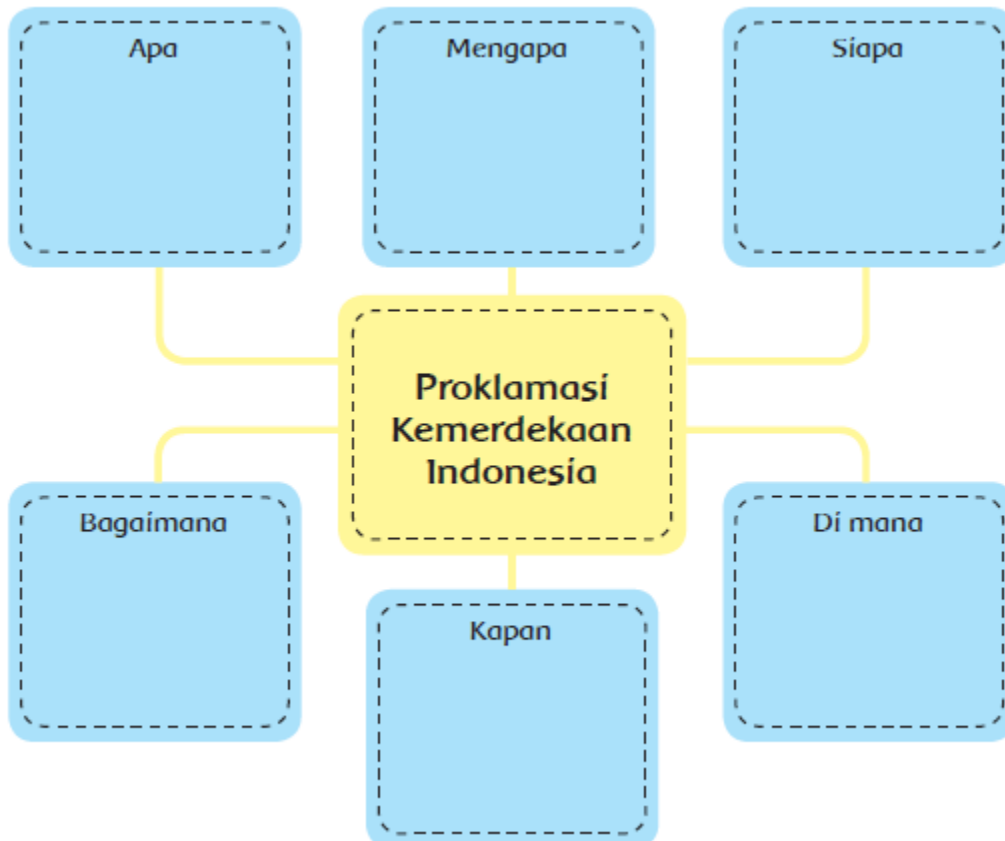 Apa
Mengapa
Siapa
Proklamasi
Kemerdekaan
Indonesia
Bagaimana
Di mana
Kapan